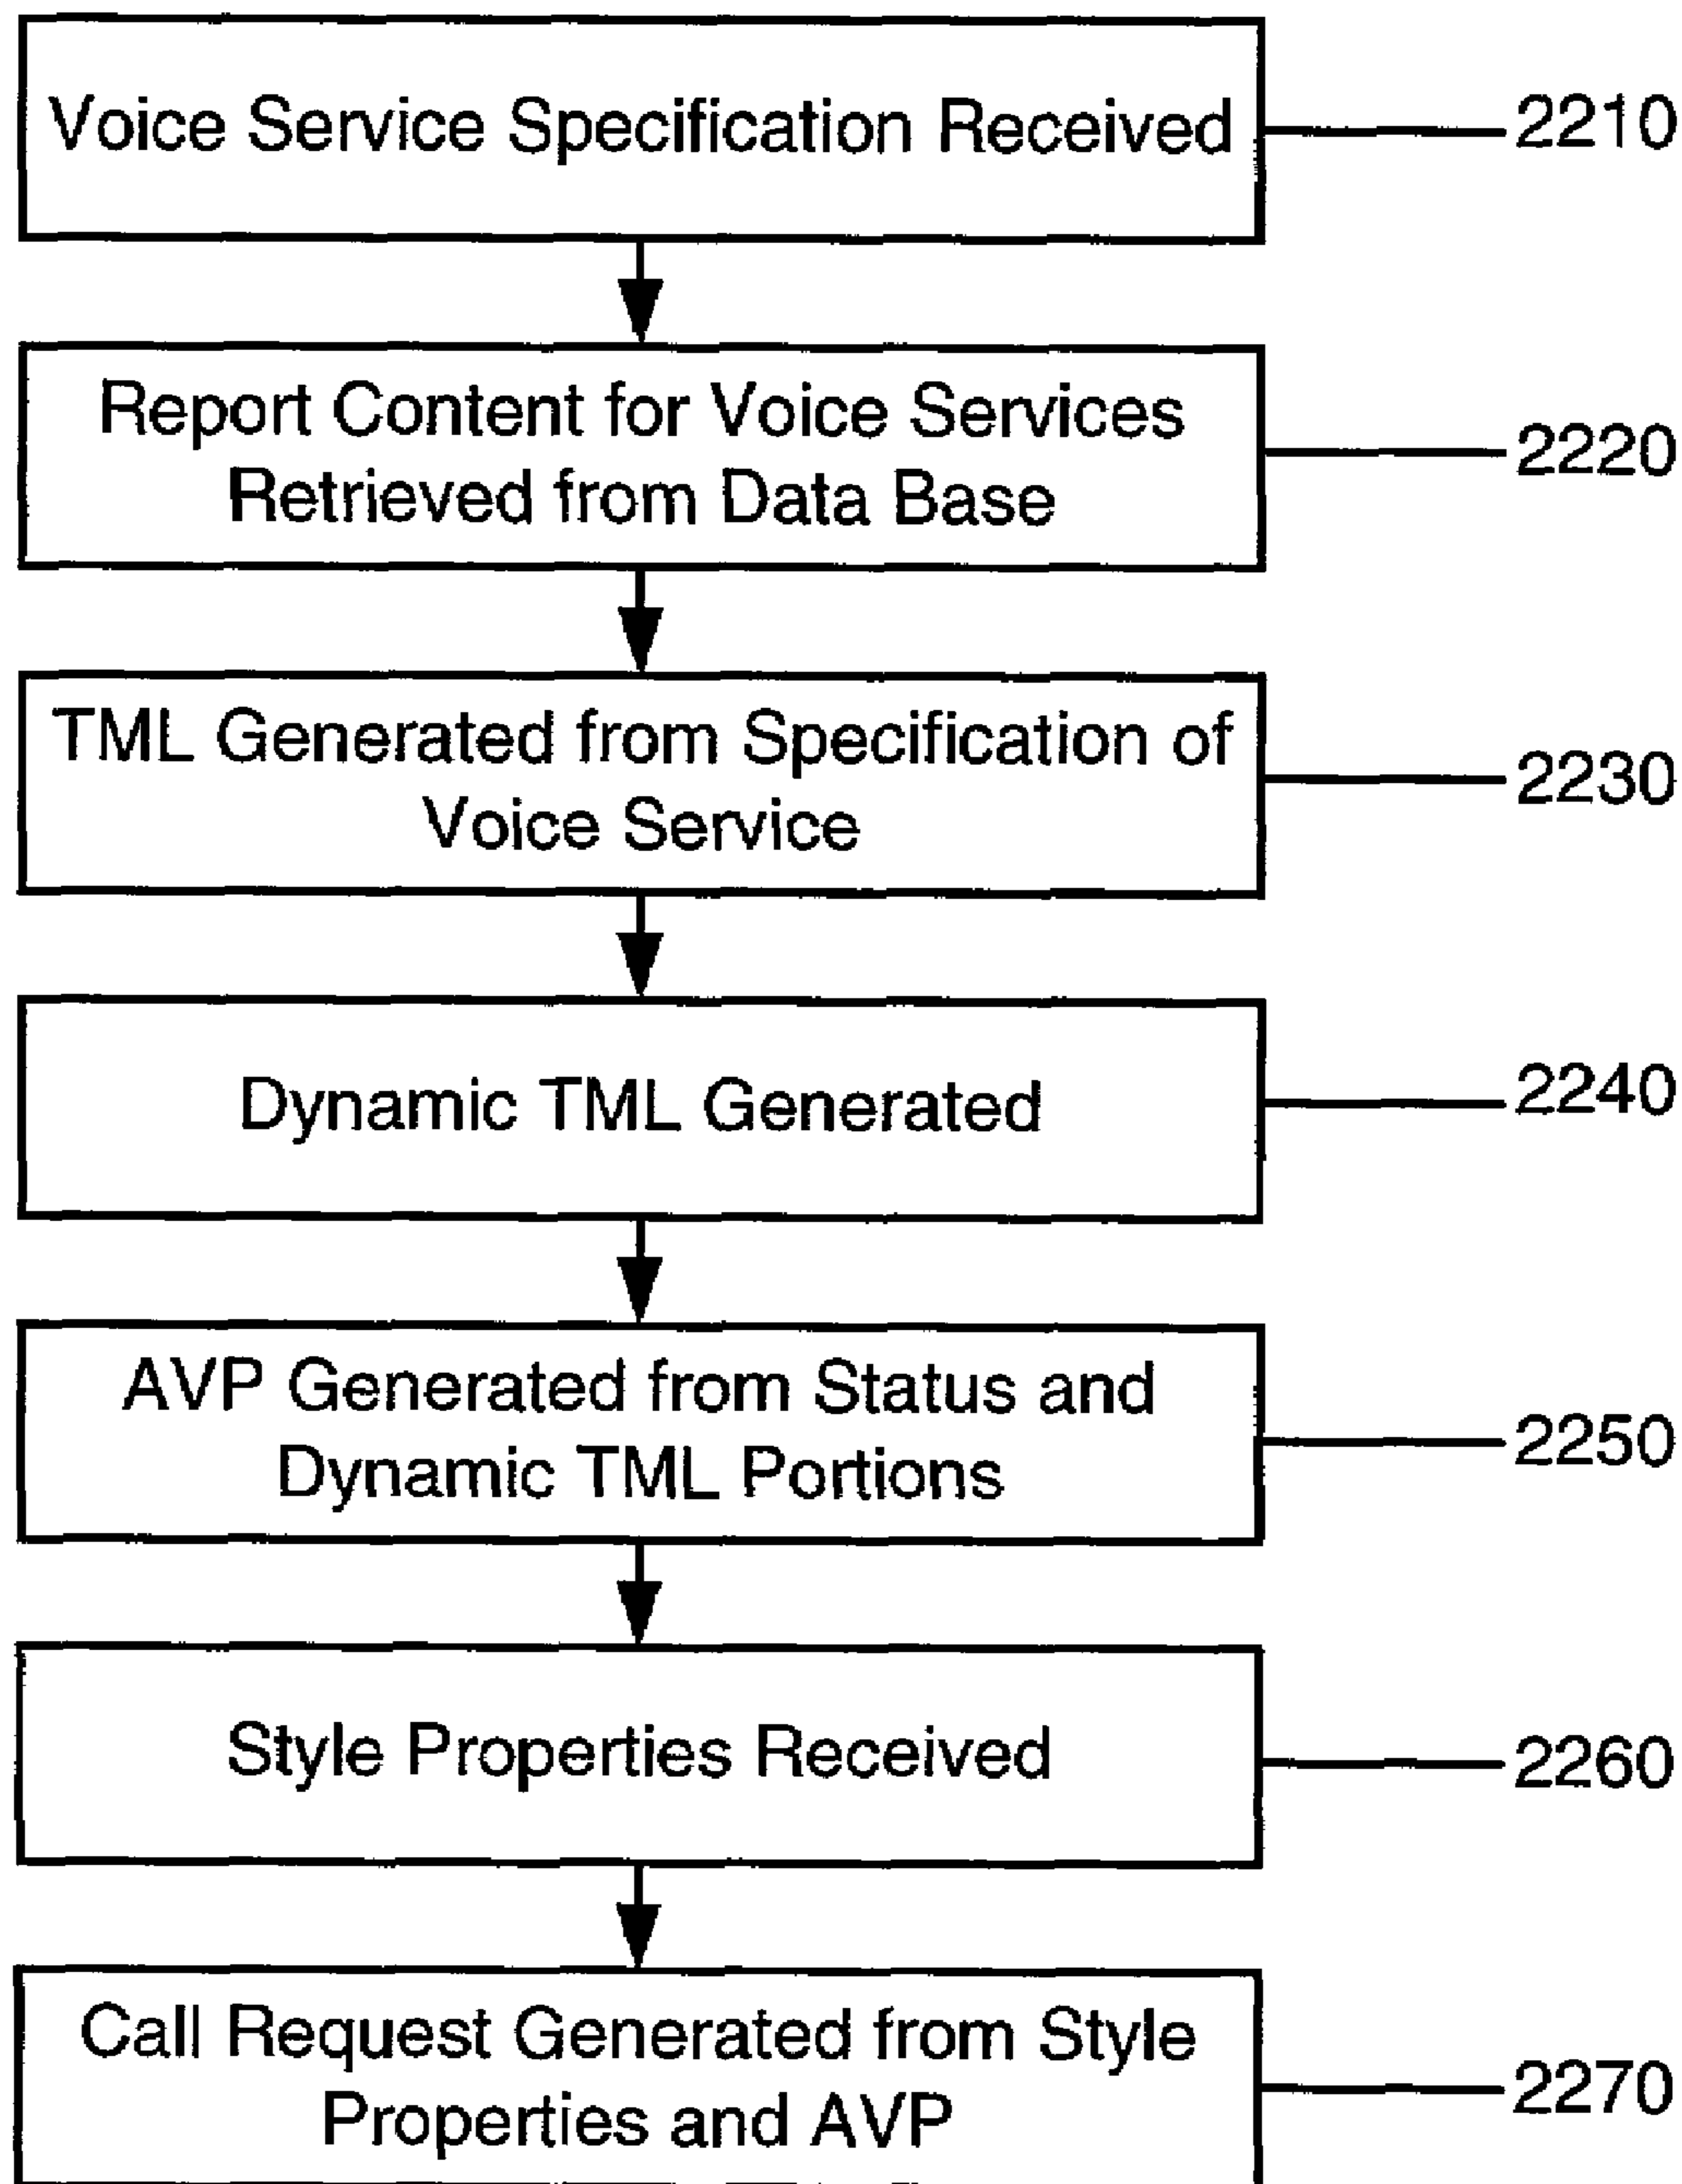 Voice Service Specification Received
2210
Report Content for Voice Services
Retrieved from Data Base
2220
TML Generated from Specification of
Voice Service
2230
Dynamic TML Generated
2240
AVP Generated from Status and
Dynamic TML Portions
2250
Style Properties Received
2260
Call Request Generated from Style
Properties and AVP
2270